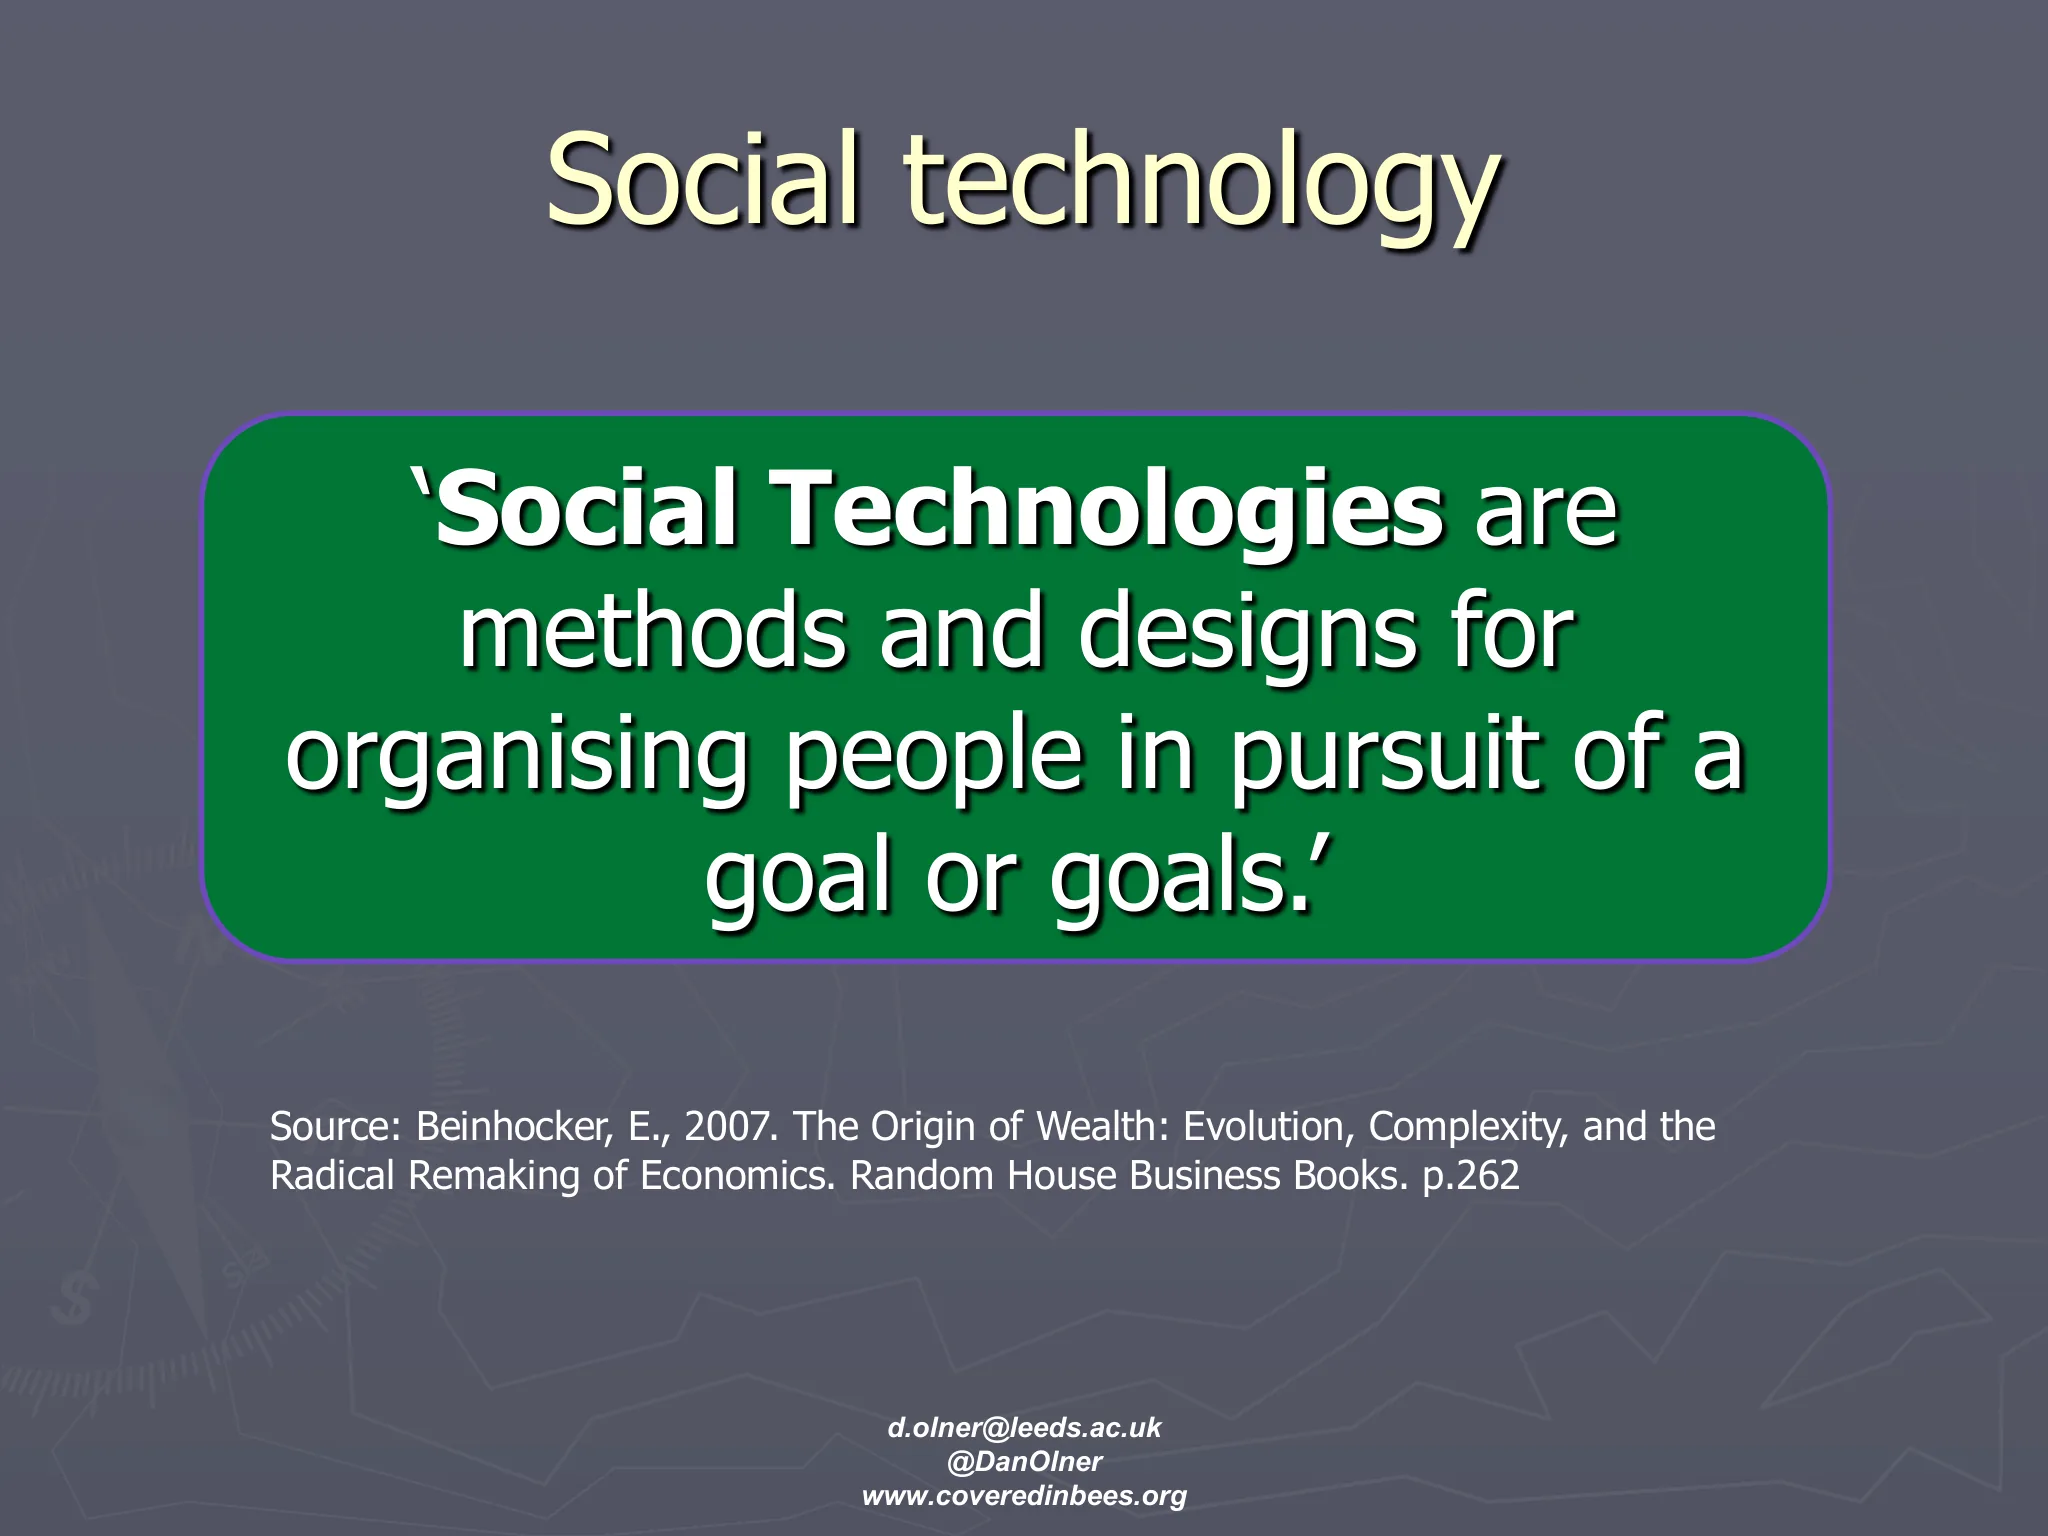 Social technology
‘Social Technologies are
methods and designs for
organising people in pursuit of a
goal or goals.’
Source: Beinhocker, E., 2007. The Origin of Wealth: Evolution, Complexity, and the
Radical Remaking of Economics. Random House Business Books. p.262
N
S
d.olner@leeds.ac.uk
@DanOlner
www.coveredinbees.org